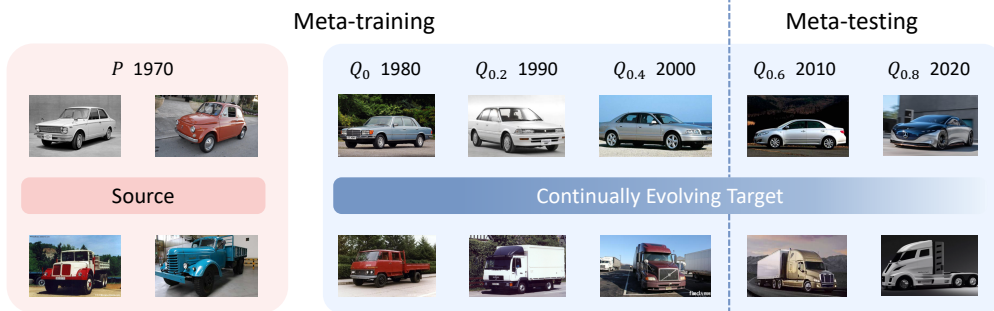 Meta-training
Meta-testing
P 1970
Q₀ 1980
Q₀.₂ 1990
Q₀.₄ 2000
Q₀.₆ 2010
Q₀.₈ 2020
Source
Continually Evolving Target